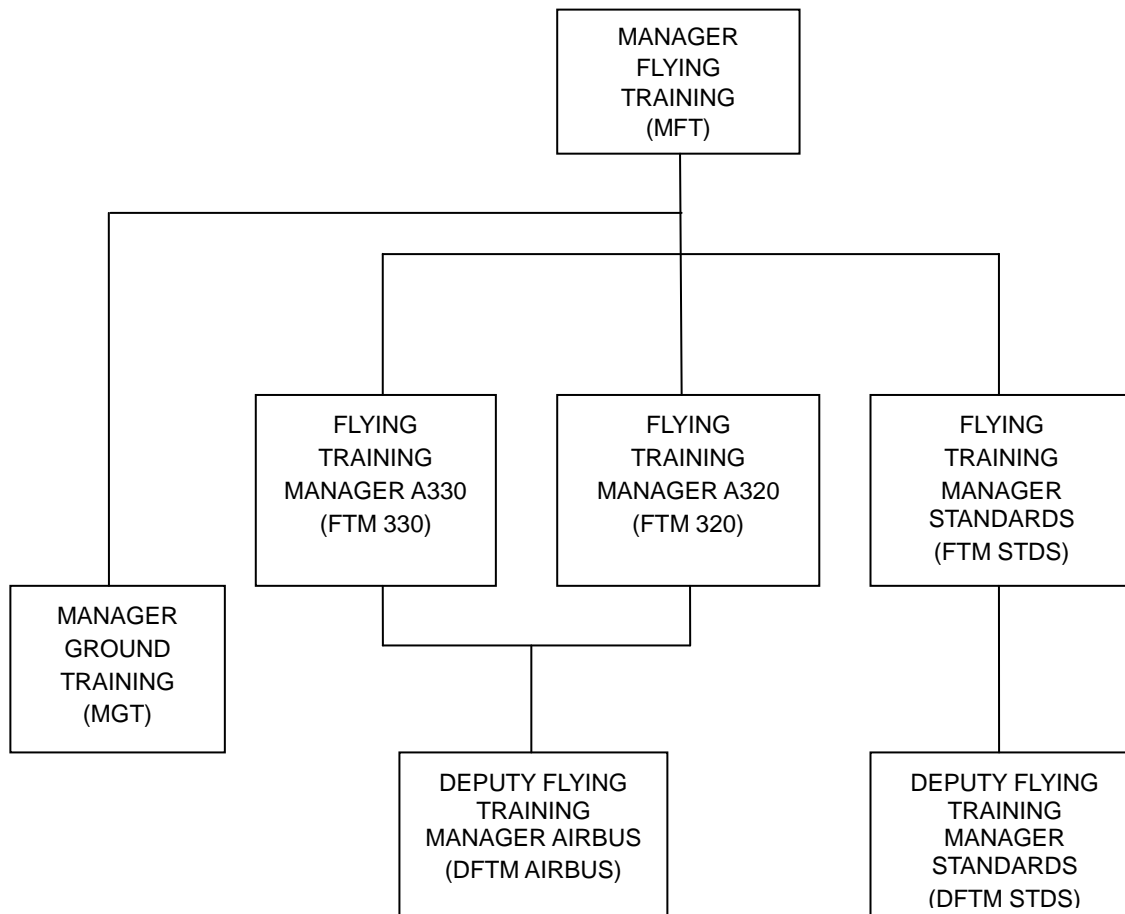 MANAGER
FLYING
TRAINING
(MFT)
FLYING
TRAINING
MANAGER A330
(FTM 330)
FLYING
TRAINING
MANAGER A320
(FTM 320)
FLYING
TRAINING
MANAGER
STANDARDS
(FTM STDS)
MANAGER
GROUND
TRAINING
(MGT)
DEPUTY FLYING
TRAINING
MANAGER AIRBUS
(DFTM AIRBUS)
DEPUTY FLYING
TRAINING
MANAGER
STANDARDS
(DFTM STDS)